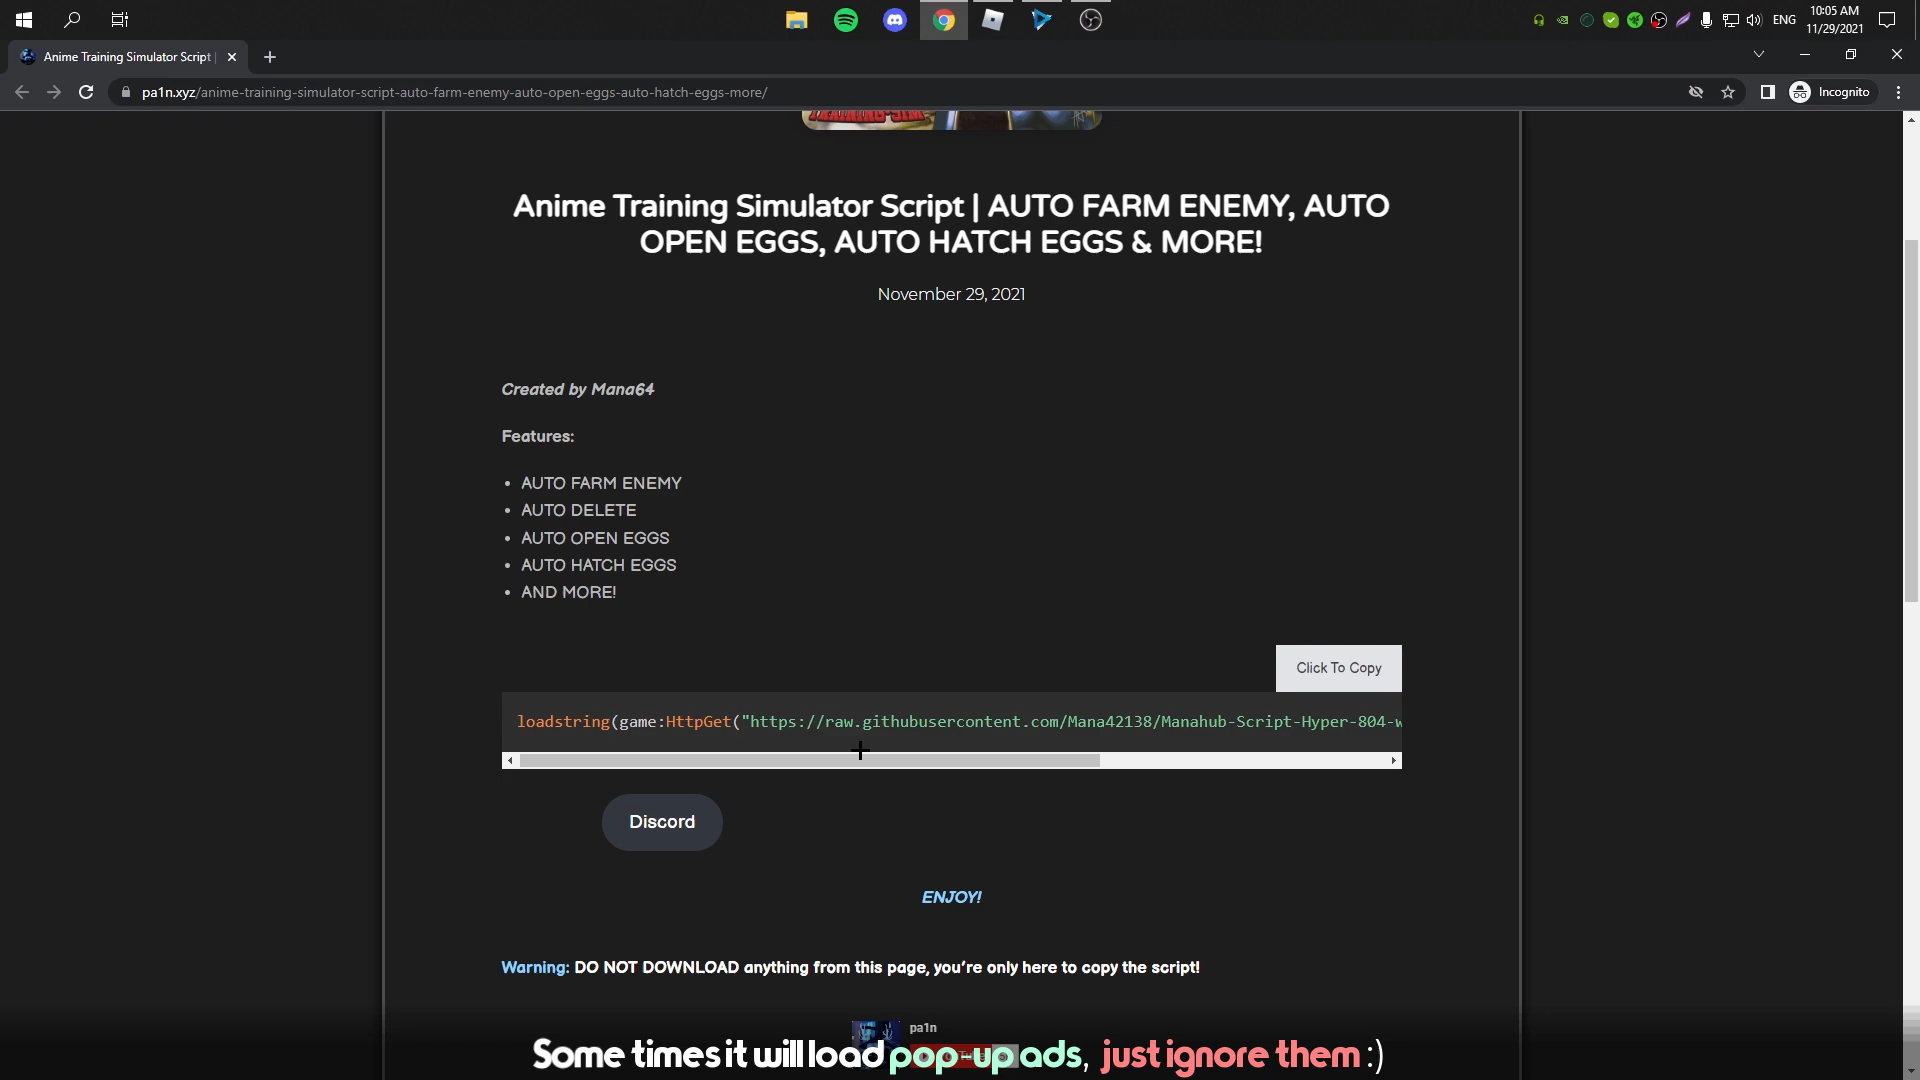 ENG
10:05 AM
11/29/2021
Anime Training Simulator Script |
pa1n.xyz/anime-training-simulator-script-auto-farm-enemy-auto-open-eggs-auto-hatch-eggs-more/
Incognito
TRAINING-SIM
Anime Training Simulator Script | AUTO FARM ENEMY, AUTO
OPEN EGGS, AUTO HATCH EGGS & MORE!
November 29, 2021
Created by Mana64
Features:
• AUTO FARM ENEMY
• AUTO DELETE
• AUTO OPEN EGGS
• AUTO HATCH EGGS
• AND MORE!
Click To Copy
loadstring(game:HttpGet("https://raw.githubusercontent.com/Mana42138/Manahub-Script-Hyper-804-w
Discord
ENJOY!
Warning: DO NOT DOWNLOAD anything from this page, you're only here to copy the script!
pa1n
Some times it will load pop-up ads, just ignore them :)